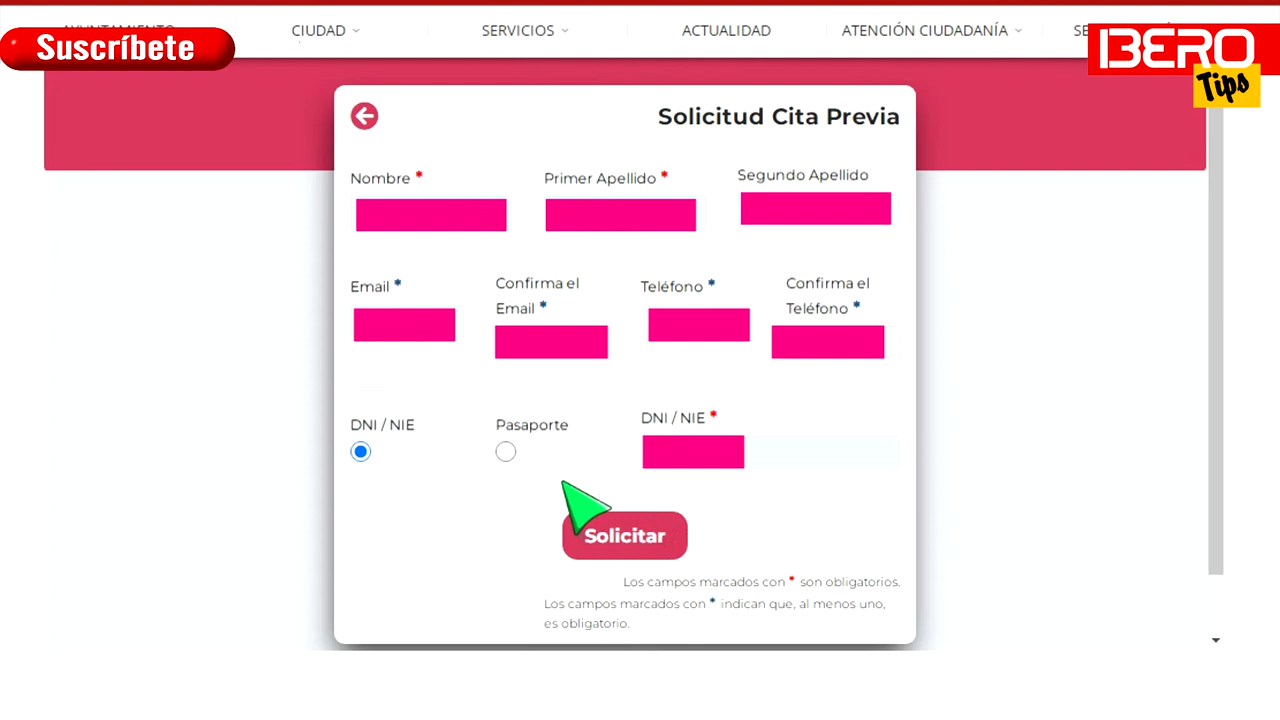 AYUNTAMIENTO
CIUDAD
SERVICIOS
ACTUALIDAD
ATENCIÓN CIUDADANÍA
Suscríbete
IBERO
Tips
Solicitud Cita Previa
Nombre *
Primer Apellido *
Segundo Apellido
Email *
Confirma el
Email *
Teléfono *
Confirma el
Teléfono *
DNI / NIE
Pasaporte
DNI / NIE *
Solicitar
Los campos marcados con * son obligatorios.
Los campos marcados con * indican que, al menos uno,
es obligatorio.